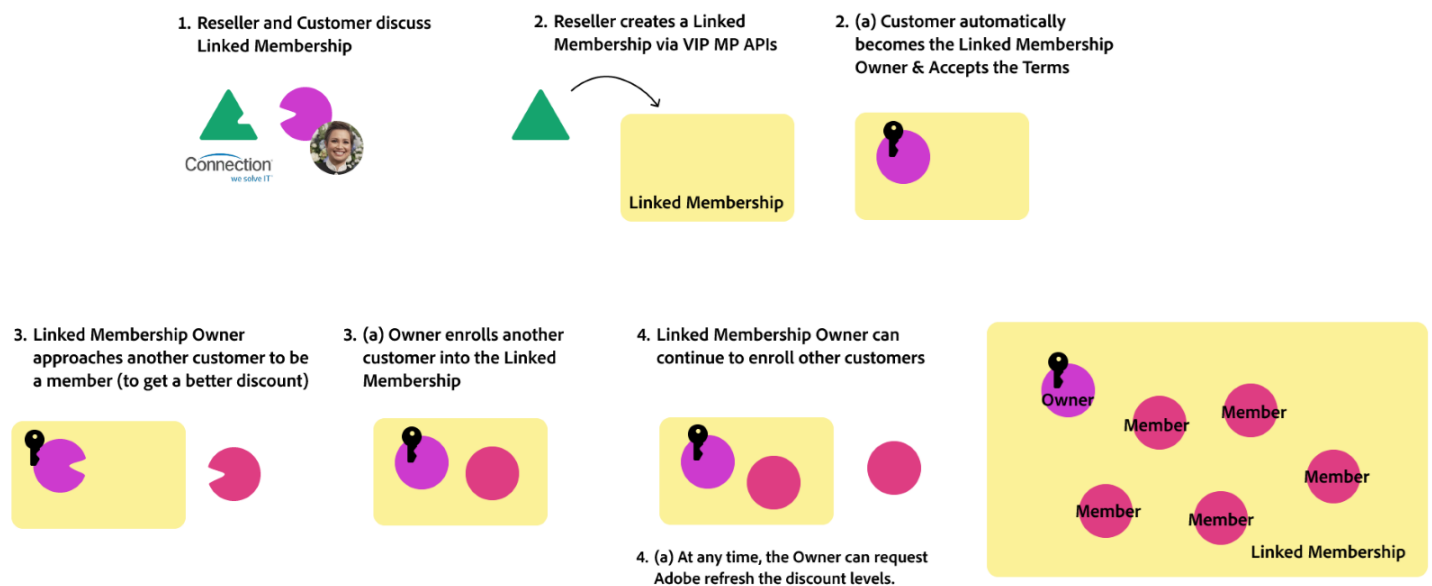 1. Reseller and Customer discuss
Linked Membership
Connection
we solve IT
2. Reseller creates a Linked
Membership via VIP MP APIs
Linked Membership
2. (a) Customer automatically
becomes the Linked Membership
Owner & Accepts the Terms
3. Linked Membership Owner
approaches another customer to be
a member (to get a better discount)
3. (a) Owner enrolls another
customer into the Linked
Membership
4. Linked Membership Owner can
continue to enroll other customers
4. (a) At any time, the Owner can request
Adobe refresh the discount levels.
Owner
Member
Member
Member
Member
Member
Linked Membership